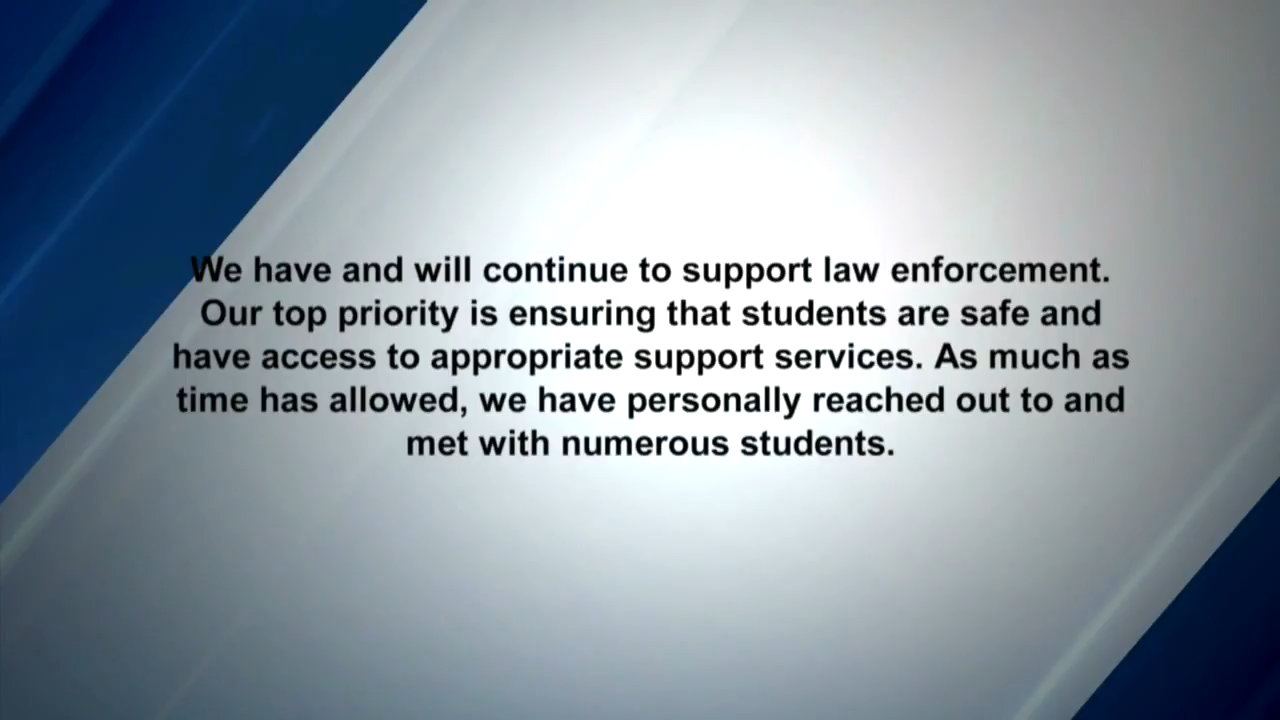 We have and will continue to support law enforcement.
Our top priority is ensuring that students are safe and
have access to appropriate support services. As much as
time has allowed, we have personally reached out to and
met with numerous students.